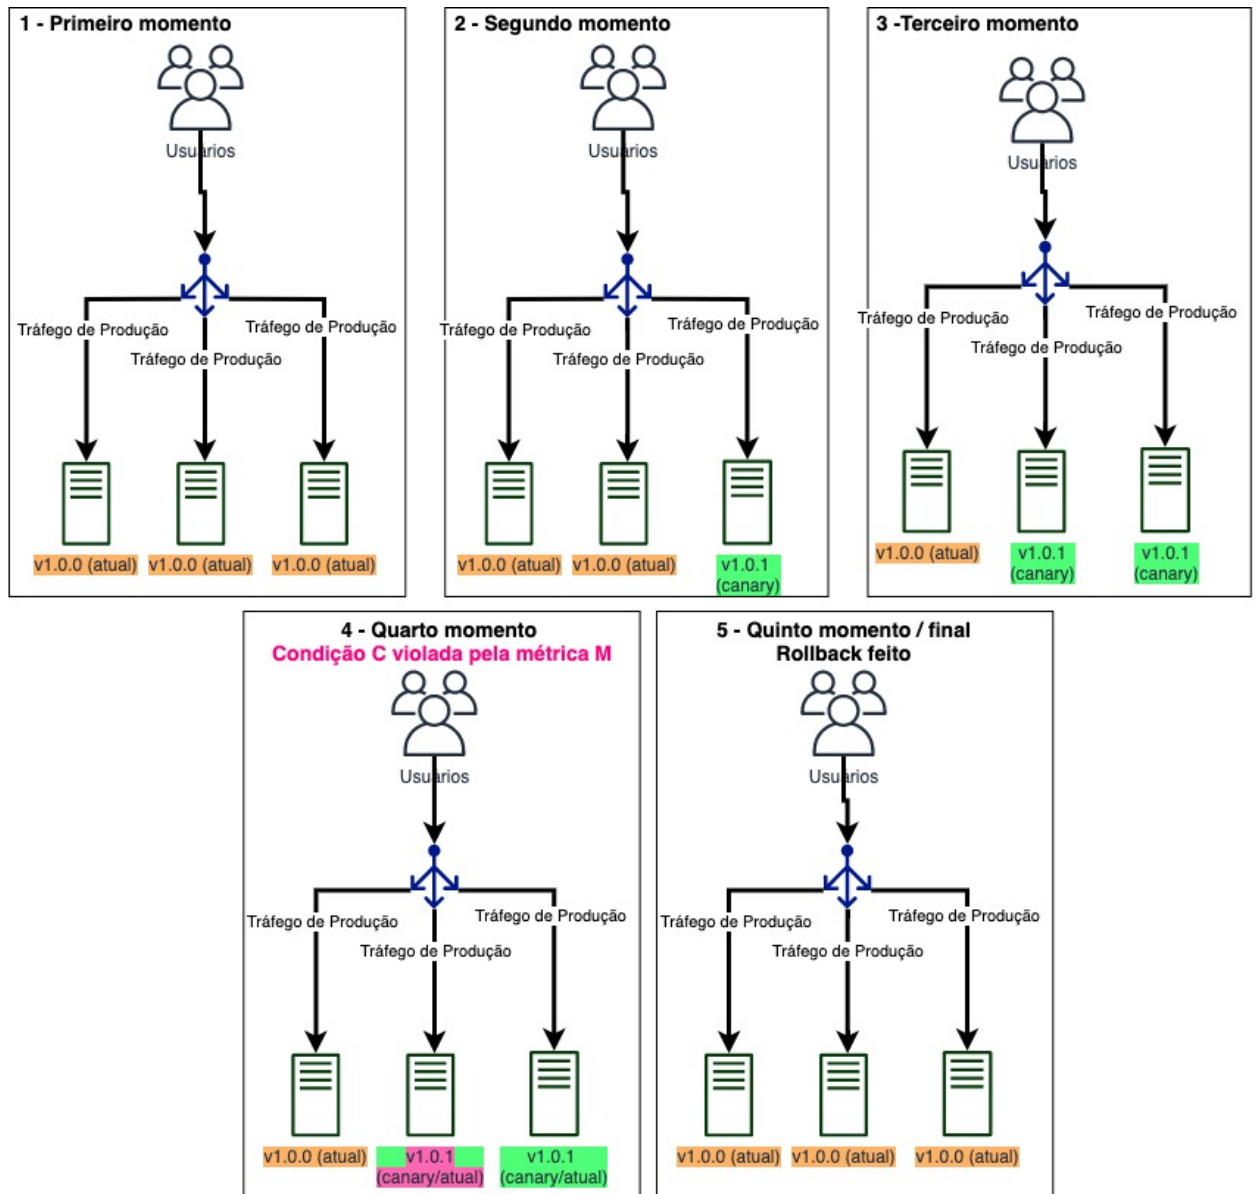 1 - Primeiro momento
Usuários
Tráfego de Produção
Tráfego de Produção
Tráfego de Produção
v1.0.0 (atual)
v1.0.0 (atual)
v1.0.0 (atual)
2 - Segundo momento
Usuários
Tráfego de Produção
Tráfego de Produção
Tráfego de Produção
v1.0.0 (atual)
v1.0.0 (atual)
v1.0.1
(canary)
3 -Terceiro momento
Usuários
Tráfego de Produção
Tráfego de Produção
Tráfego de Produção
v1.0.0 (atual)
v1.0.1
(canary)
v1.0.1
(canary)
4 - Quarto momento
Condição C violada pela métrica M
Usuários
Tráfego de Produção
Tráfego de Produção
Tráfego de Produção
v1.0.0 (atual)
v1.0.1
(canary/atual)
v1.0.1
(canary/atual)
5 - Quinto momento / final
Rollback feito
Usuários
Tráfego de Produção
Tráfego de Produção
Tráfego de Produção
v1.0.0 (atual)
v1.0.0 (atual)
v1.0.0 (atual)